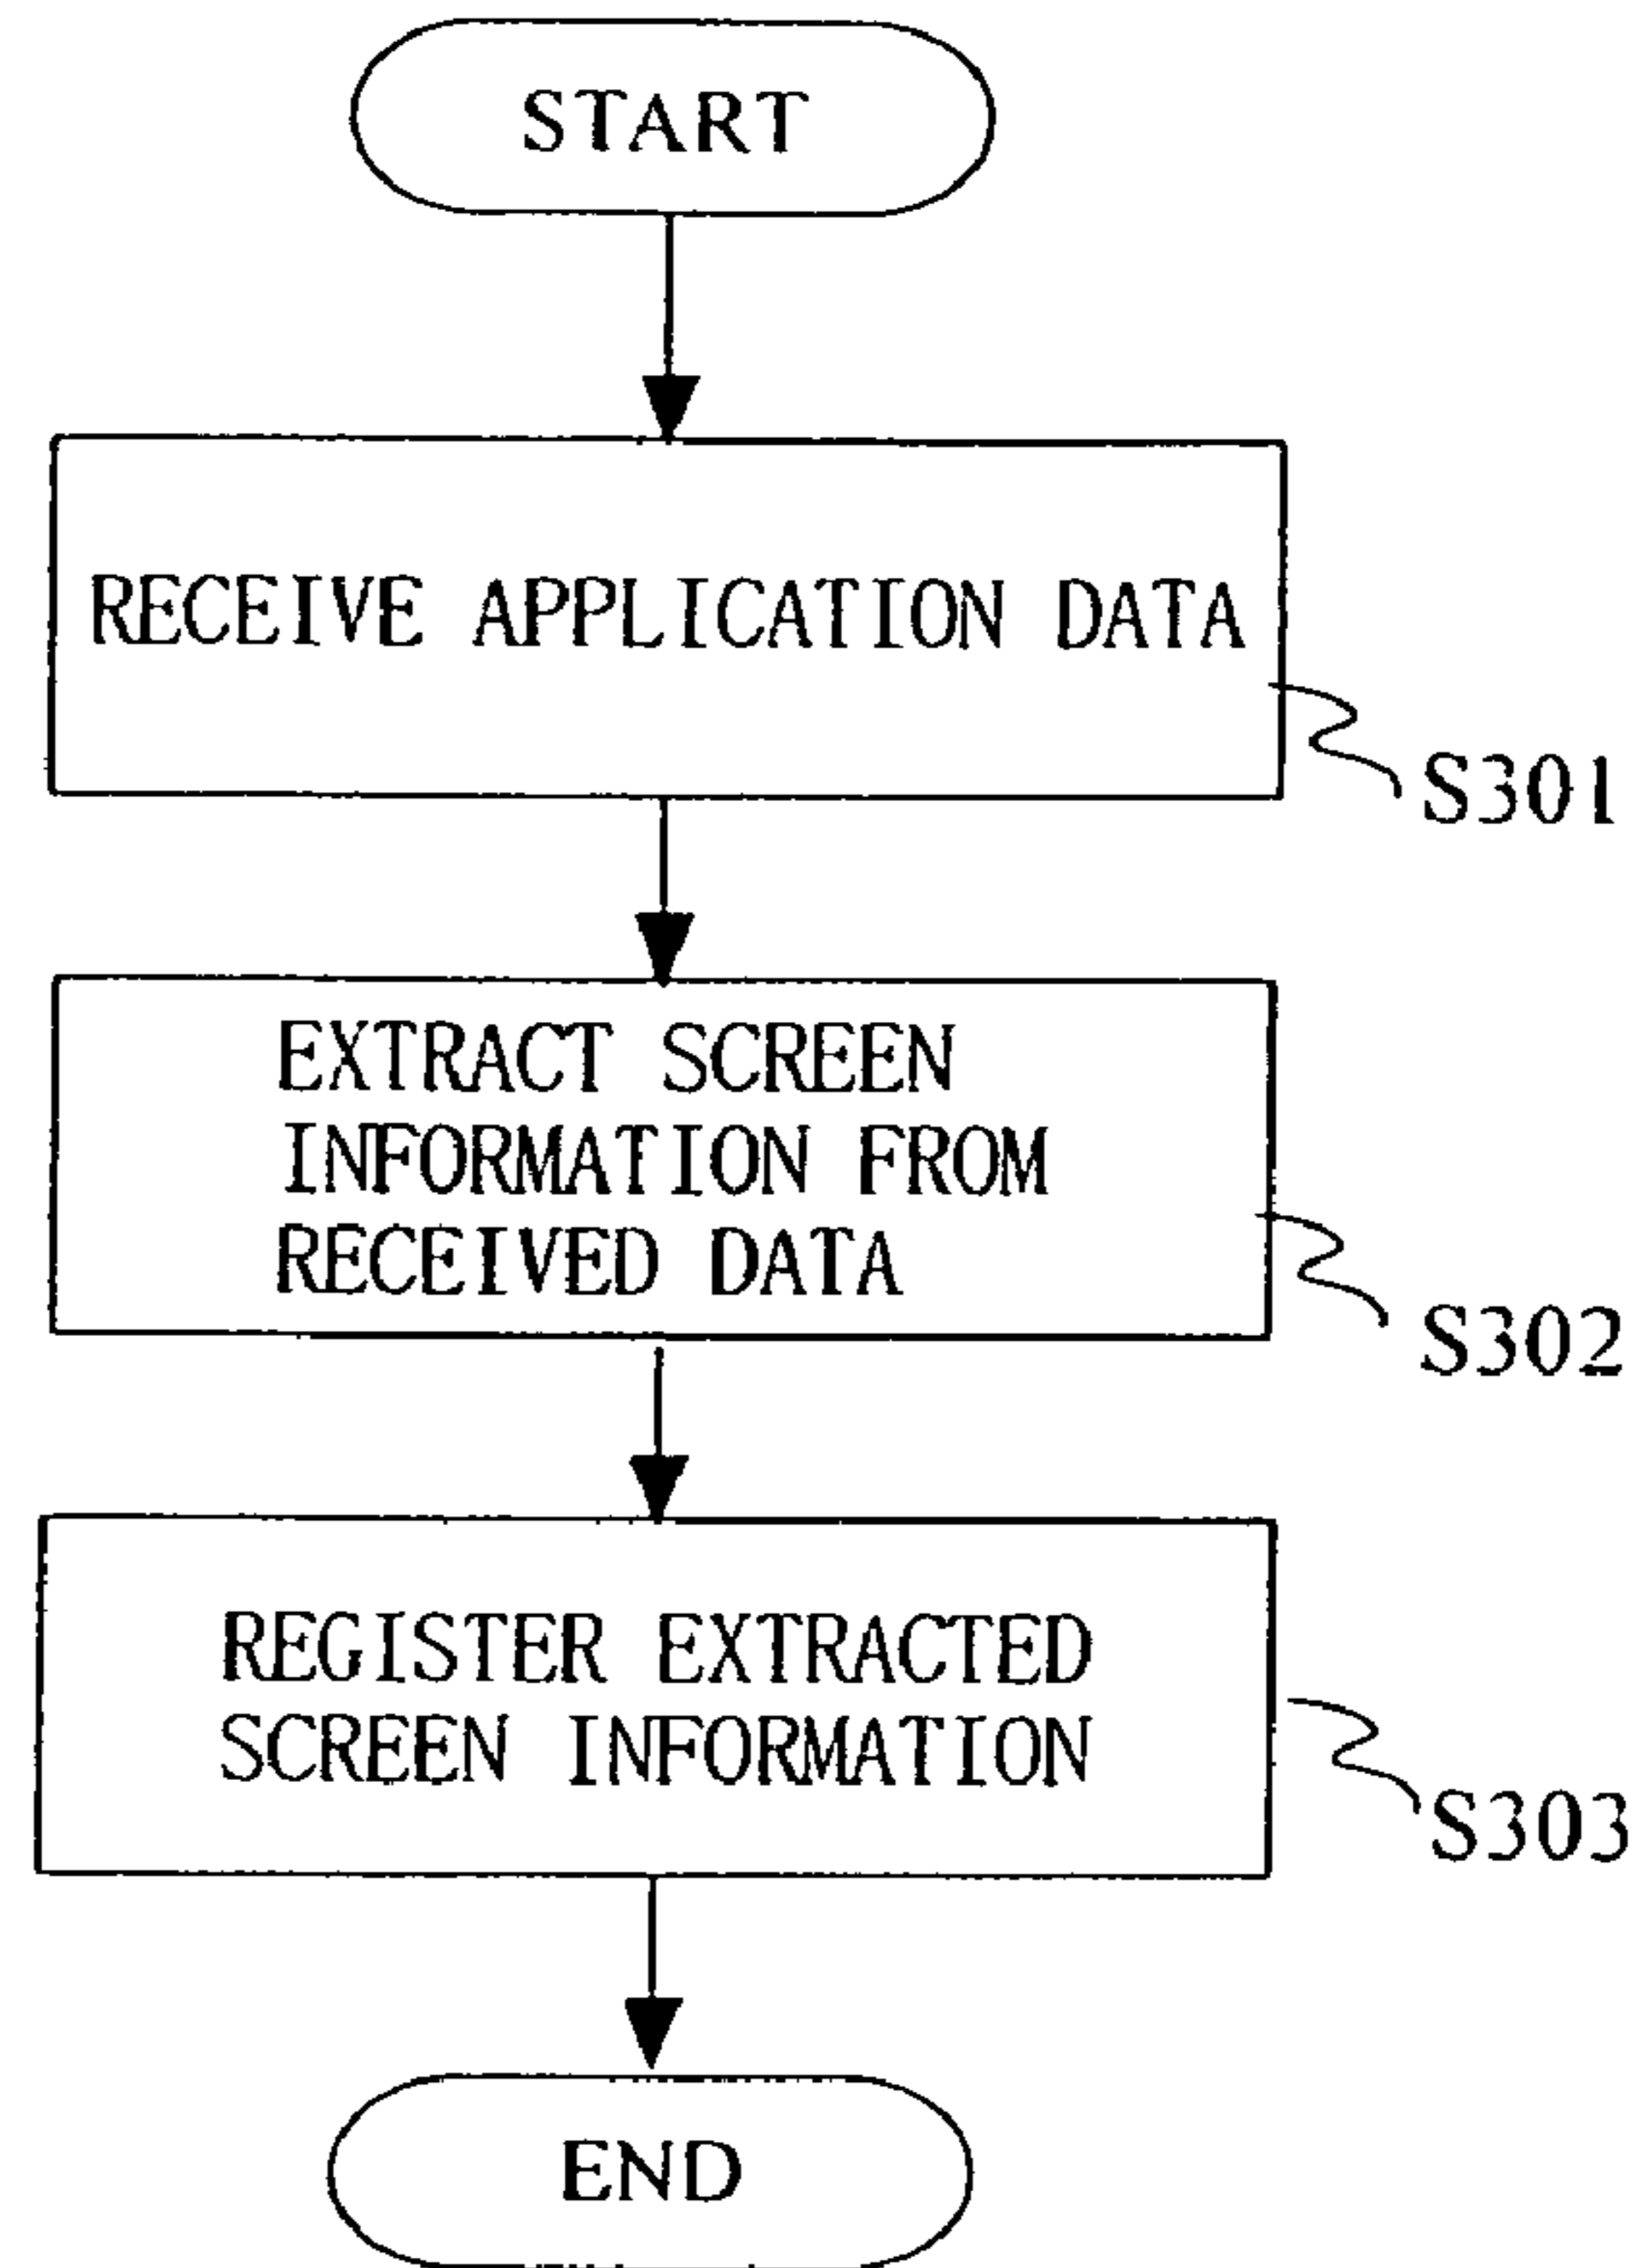 START
RECEIVE APPLICATION DATA
S301
EXTRACT SCREEN
INFORMATION FROM
RECEIVED DATA
S302
REGISTER EXTRACTED
SCREEN INFORMATION
S303
END